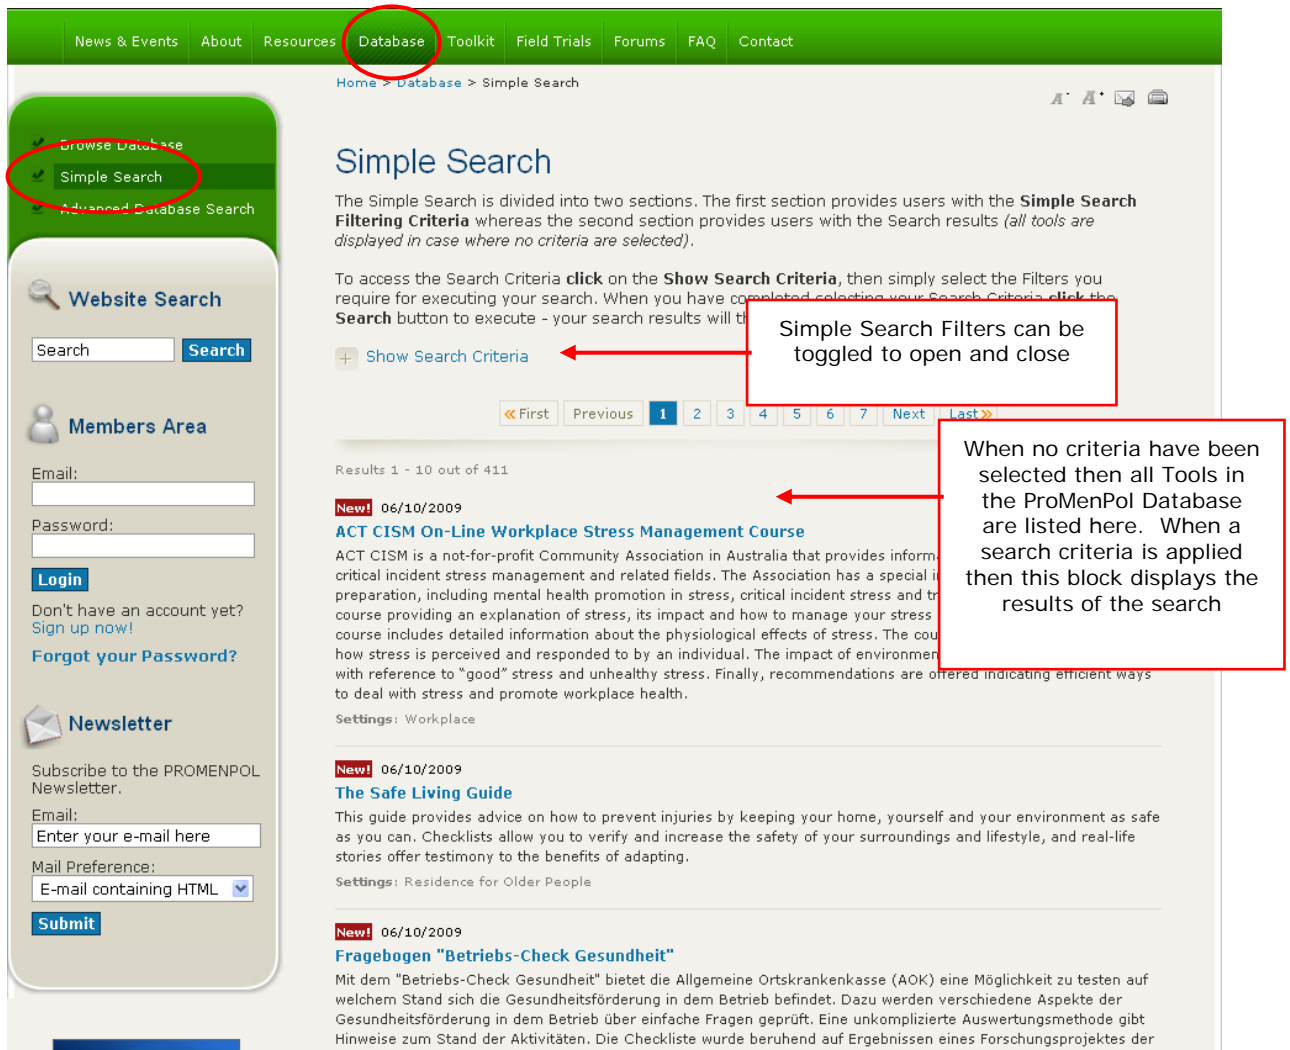 News & Events About Resources Database Toolkit Field Trials Forums FAQ Contact
Home > Database > Simple Search
A- A+
Browse Database
Simple Search
Advanced Database Search
Website Search
Search Search
Members Area
Email:
Password:
Login
Don't have an account yet?
Sign up now!
Forgot your Password?
Newsletter
Subscribe to the PROMENPOL
Newsletter.
Email:
Enter your e-mail here
Mail Preference:
E-mail containing HTML
Submit
Simple Search
The Simple Search is divided into two sections. The first section provides users with the Simple Search
Filtering Criteria whereas the second section provides users with the Search results (all tools are
displayed in case where no criteria are selected).
To access the Search Criteria click on the Show Search Criteria, then simply select the Filters you
require for executing your search. When you have completed selecting your Search Criteria click the
Search button to execute - your search results will
Simple Search Filters can be
toggled to open and close
+ Show Search Criteria
«First Previous 1 2 3 4 5 6 7 Next Last»
When no criteria have been
selected then all Tools in
the ProMenPol Database
are listed here. When a
search criteria is applied
then this block displays the
results of the search
Results 1 - 10 out of 411
New! 06/10/2009
ACT CISM On-Line Workplace Stress Management Course
ACT CISM is a not-for-profit Community Association in Australia that provides
critical incident stress management and related fields. The Association has a special
preparation, including mental health promotion in stress, critical incident stress and
course providing an explanation of stress, its impact and how to manage your stress
course includes detailed information about the physiological effects of stress. The
how stress is perceived and responded to by an individual. The impact of
with reference to "good" stress and unhealthy stress. Finally, recommendations are offered indicating efficient ways
to deal with stress and promote workplace health.
Settings: Workplace
New! 06/10/2009
The Safe Living Guide
This guide provides advice on how to prevent injuries by keeping your home, yourself and your environment as safe
as you can. Checklists allow you to verify and increase the safety of your surroundings and lifestyle, and real-life
stories offer testimony to the benefits of adapting.
Settings: Residence for Older People
New! 06/10/2009
Fragebogen "Betriebs-Check Gesundheit"
Mit dem "Betriebs-Check Gesundheit" bietet die Allgemeine Ortskrankenkasse (AOK) eine Möglichkeit zu testen auf
welchem Stand sich die Gesundheitsförderung in dem Betrieb befindet. Dazu werden verschiedene Aspekte der
Gesundheitsförderung in dem Betrieb über einfache Fragen geprüft. Eine unkomplizierte Auswertungsmethode gibt
Hinweise zum Stand der Aktivitäten. Die Checkliste wurde beruhend auf Ergebnissen eines Forschungsprojektes der